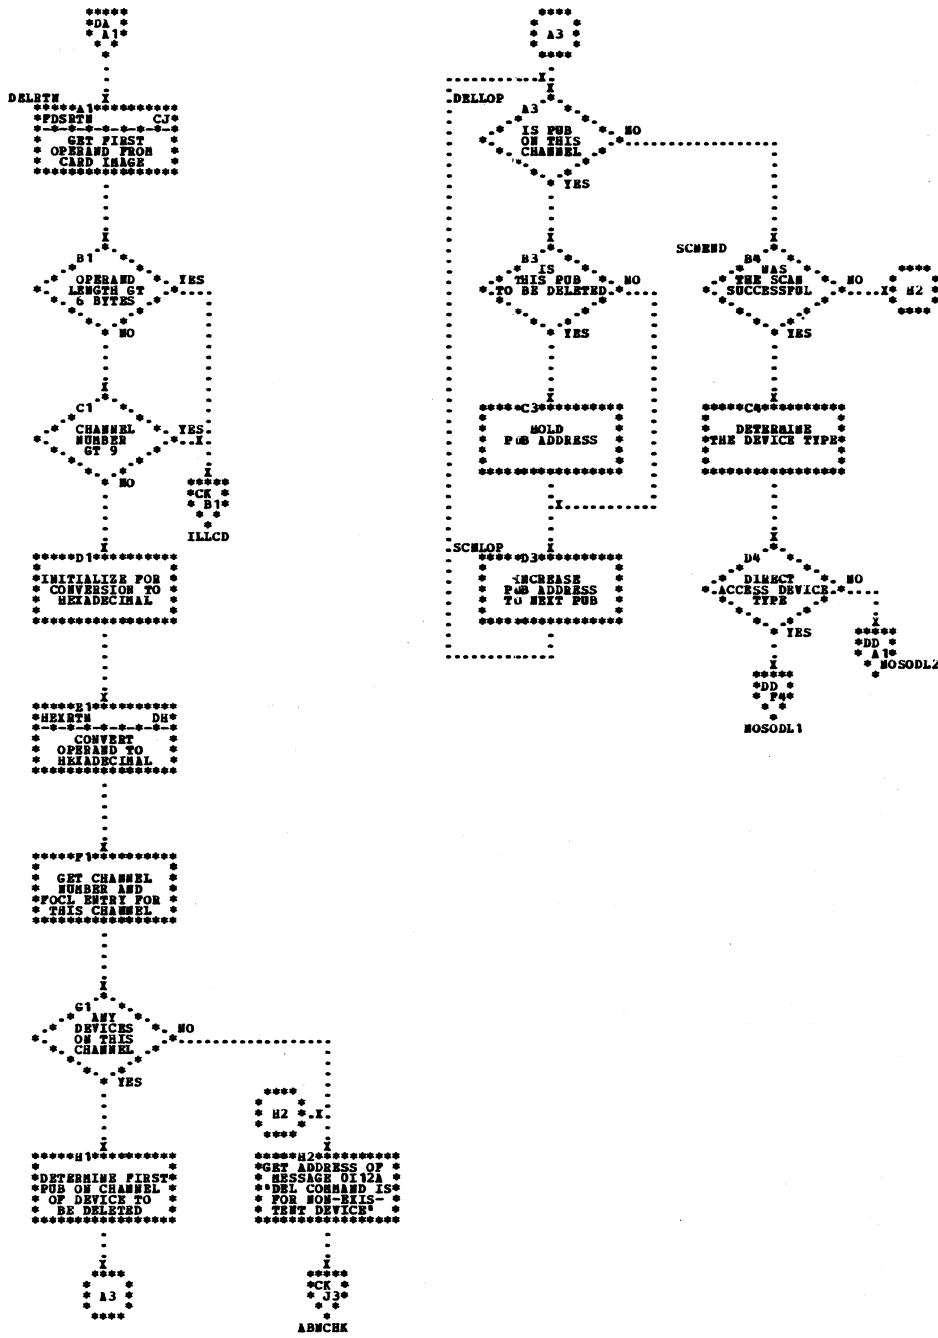 DA
A1
DELRTN
A1
FDSRTN CJ
GET FIRST
OPERAND FROM
CARD IMAGE
B1
OPERAND
LENGTH GT
6 BYTES
YES
NO
C1
CHANNEL
NUMBER
GT 9
YES
NO
CK
B1
ILLCD
D1
INITIALIZE FOR
CONVERSION TO
HEXADECIMAL
E1
HEXRTN DH
CONVERT
OPERAND TO
HEXADECIMAL
F1
GET CHANNEL
NUMBER AND
FOCL ENTRY FOR
THIS CHANNEL
G1
ANY
DEVICES
ON THIS
CHANNEL
NO
YES
H2
H1
DETERMINE FIRST
PUB ON CHANNEL
OF DEVICE TO
BE DELETED
H2
GET ADDRESS OF
MESSAGE 0I12A
'DEL COMMAND IS
FOR NON-EXIS-
TENT DEVICE'
A3
CK
J3
ABNCHK
A3
DELLOP
A3
IS PUB
ON THIS
CHANNEL
NO
YES
B3
IS
THIS PUB
TO BE DELETED
NO
YES
C3
HOLD
PUB ADDRESS
SCNLOP
D3
INCREASE
PUB ADDRESS
TO NEXT PUB
SCNEND
B4
WAS
THE SCAN
SUCCESSFUL
NO
H2
YES
C4
DETERMINE
THE DEVICE TYPE
D4
DIRECT
ACCESS DEVICE
TYPE
NO
YES
DD
A1
NOSODL2
DD
F4
NOSODL1